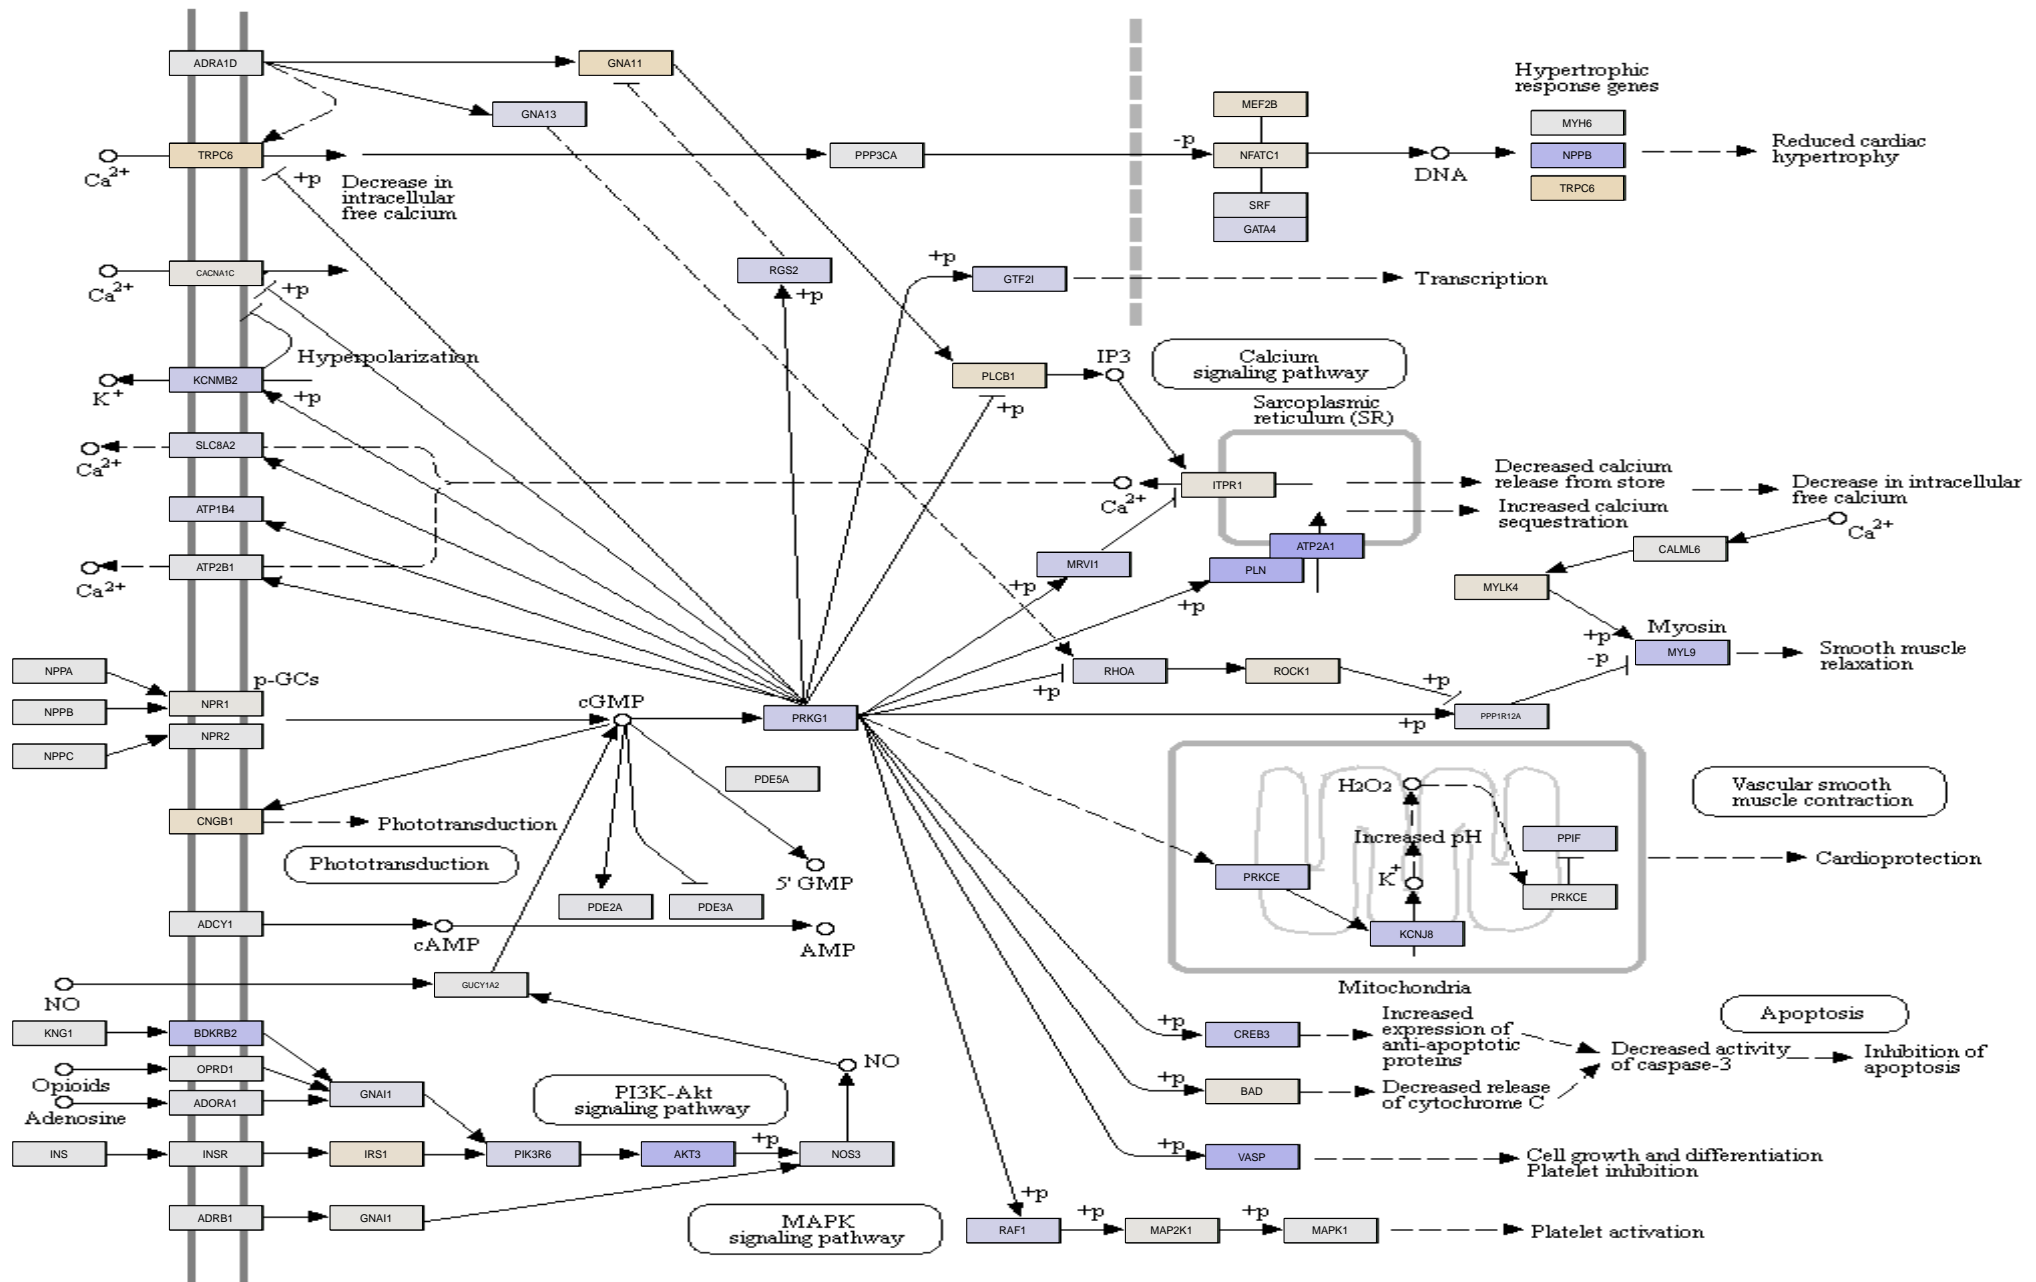 ADRA1D
GNA11
GNA13
Hypertrophic
response genes
MEF2B
MYH6
TRPC6
PPP3CA
-p
NFATC1
DNA
NPPB
Reduced cardiac
hypertrophy
Ca2+
+p
Decrease in
intracellular
free calcium
TRPC6
SRF
GATA4
CACNA1C
Ca2+
+p
RGS2
+p
+p
GTF2I
Transcription
Hyperpolarization
KCNMB2
K+
+p
PLCB1
+p
IP3
Calcium
signaling pathway
Sarcoplasmic
reticulum (SR)
SLC8A2
Ca2+
ATP1B4
ATP2B1
Ca2+
Ca2+
ITPR1
Decreased calcium
release from store
Increased calcium
sequestration
Decrease in intracellular
free calcium
Ca2+
MRVI1
+p
ATP2A1
PLN
+p
CALML6
MYLK4
+p
-p
Myosin
MYL9
Smooth muscle
relaxation
NPPA
NPPB
NPPC
p-GCs
NPR1
NPR2
cGMP
PRKG1
RHOA
+p
ROCK1
+p
+p
PPP1R12A
PDE5A
CNGB1
Phototransduction
Phototransduction
5' GMP
PDE2A
PDE3A
H2O2
Increased pH
K+
PPIF
PRKCE
PRKCE
KCNJ8
Mitochondria
Vascular smooth
muscle contraction
Cardioprotection
ADCY1
cAMP
AMP
NO
GUCY1A2
KNG1
BDKRB2
Opioids
OPRD1
Adenosine
ADORA1
GNAI1
NO
PI3K-Akt
signaling pathway
INS
INSR
IRS1
PIK3R6
AKT3
+p
NOS3
ADRB1
GNAI1
MAPK
signaling pathway
+p
CREB3
Increased
expression of
anti-apoptotic
proteins
Apoptosis
Decreased activity
of caspase-3
Inhibition of
apoptosis
+p
BAD
Decreased release
of cytochrome C
+p
VASP
Cell growth and differentiation
Platelet inhibition
+p
RAF1
+p
MAP2K1
+p
MAPK1
Platelet activation